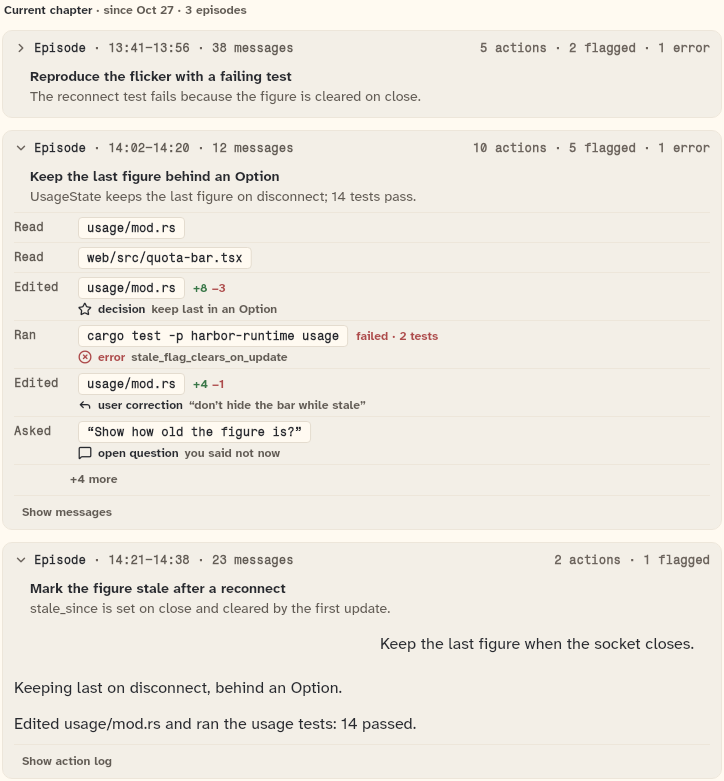 Current chapter · since Oct 27 · 3 episodes
Episode · 13:41–13:56 · 38 messages 5 actions · 2 flagged · 1 error
Reproduce the flicker with a failing test
The reconnect test fails because the figure is cleared on close.
Episode · 14:02–14:20 · 12 messages 10 actions · 5 flagged · 1 error
Keep the last figure behind an Option
UsageState keeps the last figure on disconnect; 14 tests pass.
Read usage/mod.rs
Read web/src/quota-bar.tsx
Edited usage/mod.rs +8 −3
decision keep last in an Option
Ran cargo test -p harbor-runtime usage failed · 2 tests
error stale_flag_clears_on_update
Edited usage/mod.rs +4 −1
user correction “don’t hide the bar while stale”
Asked “Show how old the figure is?”
open question you said not now
+4 more
Show messages
Episode · 14:21–14:38 · 23 messages 2 actions · 1 flagged
Mark the figure stale after a reconnect
stale_since is set on close and cleared by the first update.
Keep the last figure when the socket closes.
Keeping last on disconnect, behind an Option.
Edited usage/mod.rs and ran the usage tests: 14 passed.
Show action log